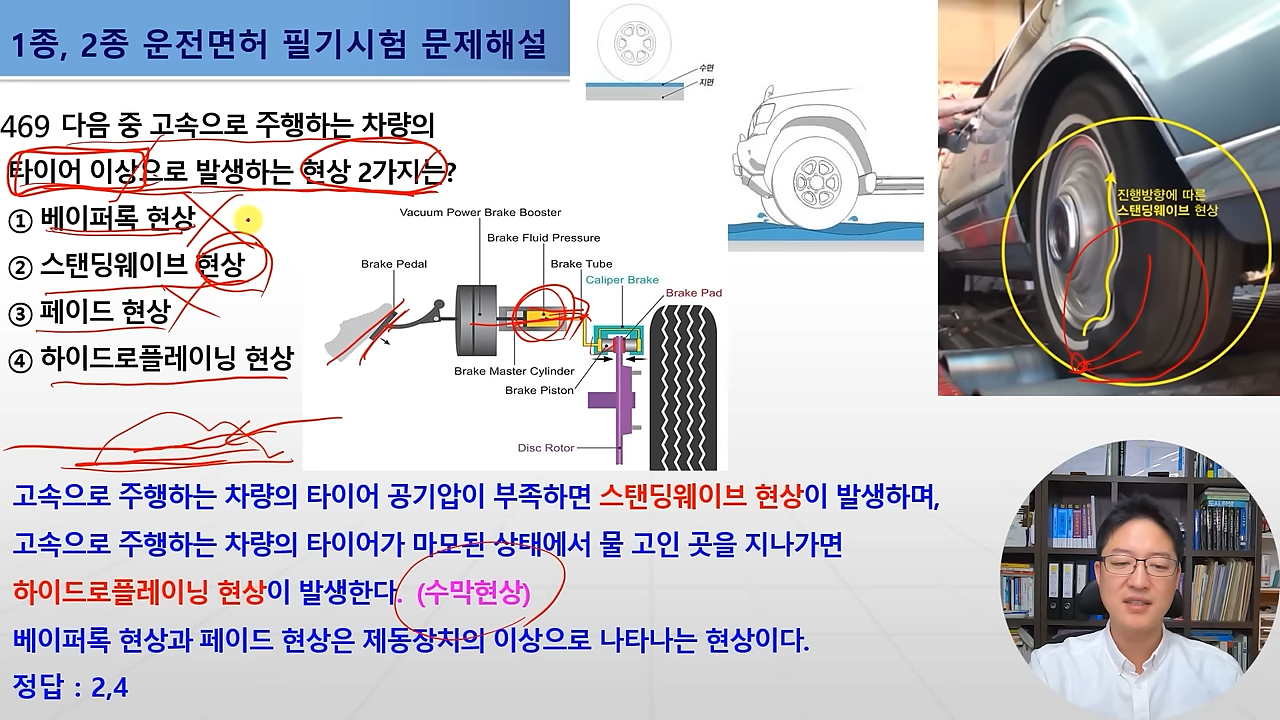 1종, 2종 운전면허 필기시험 문제해설
469 다음 중 고속으로 주행하는 차량의
타이어 이상으로 발생하는 현상 2가지는?
① 베이퍼록 현상
② 스탠딩웨이브 현상
③ 페이드 현상
④ 하이드로플레이닝 현상
수면
지면
진행방향에 따른
스탠딩웨이브 현상
Vacuum Power Brake Booster
Brake Fluid Pressure
Brake Pedal
Brake Tube
Caliper Brake
Brake Pad
Brake Master Cylinder
Brake Piston
Disc Rotor
고속으로 주행하는 차량의 타이어 공기압이 부족하면 스탠딩웨이브 현상이 발생하며,
고속으로 주행하는 차량의 타이어가 마모된 상태에서 물 고인 곳을 지나가면
하이드로플레이닝 현상이 발생한다. (수막현상)
베이퍼록 현상과 페이드 현상은 제동장치의 이상으로 나타나는 현상이다.
정답 : 2,4